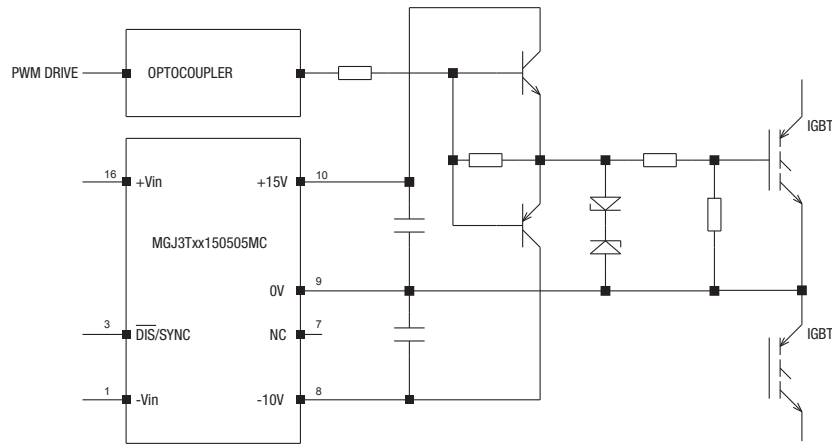 PWM DRIVE
OPTOCOUPLER
IGBT
16
+Vin
+15V
10
MGJ3Txx150505MC
0V
9
3
DIS/SYNC
NC
7
IGBT
1
-Vin
-10V
8